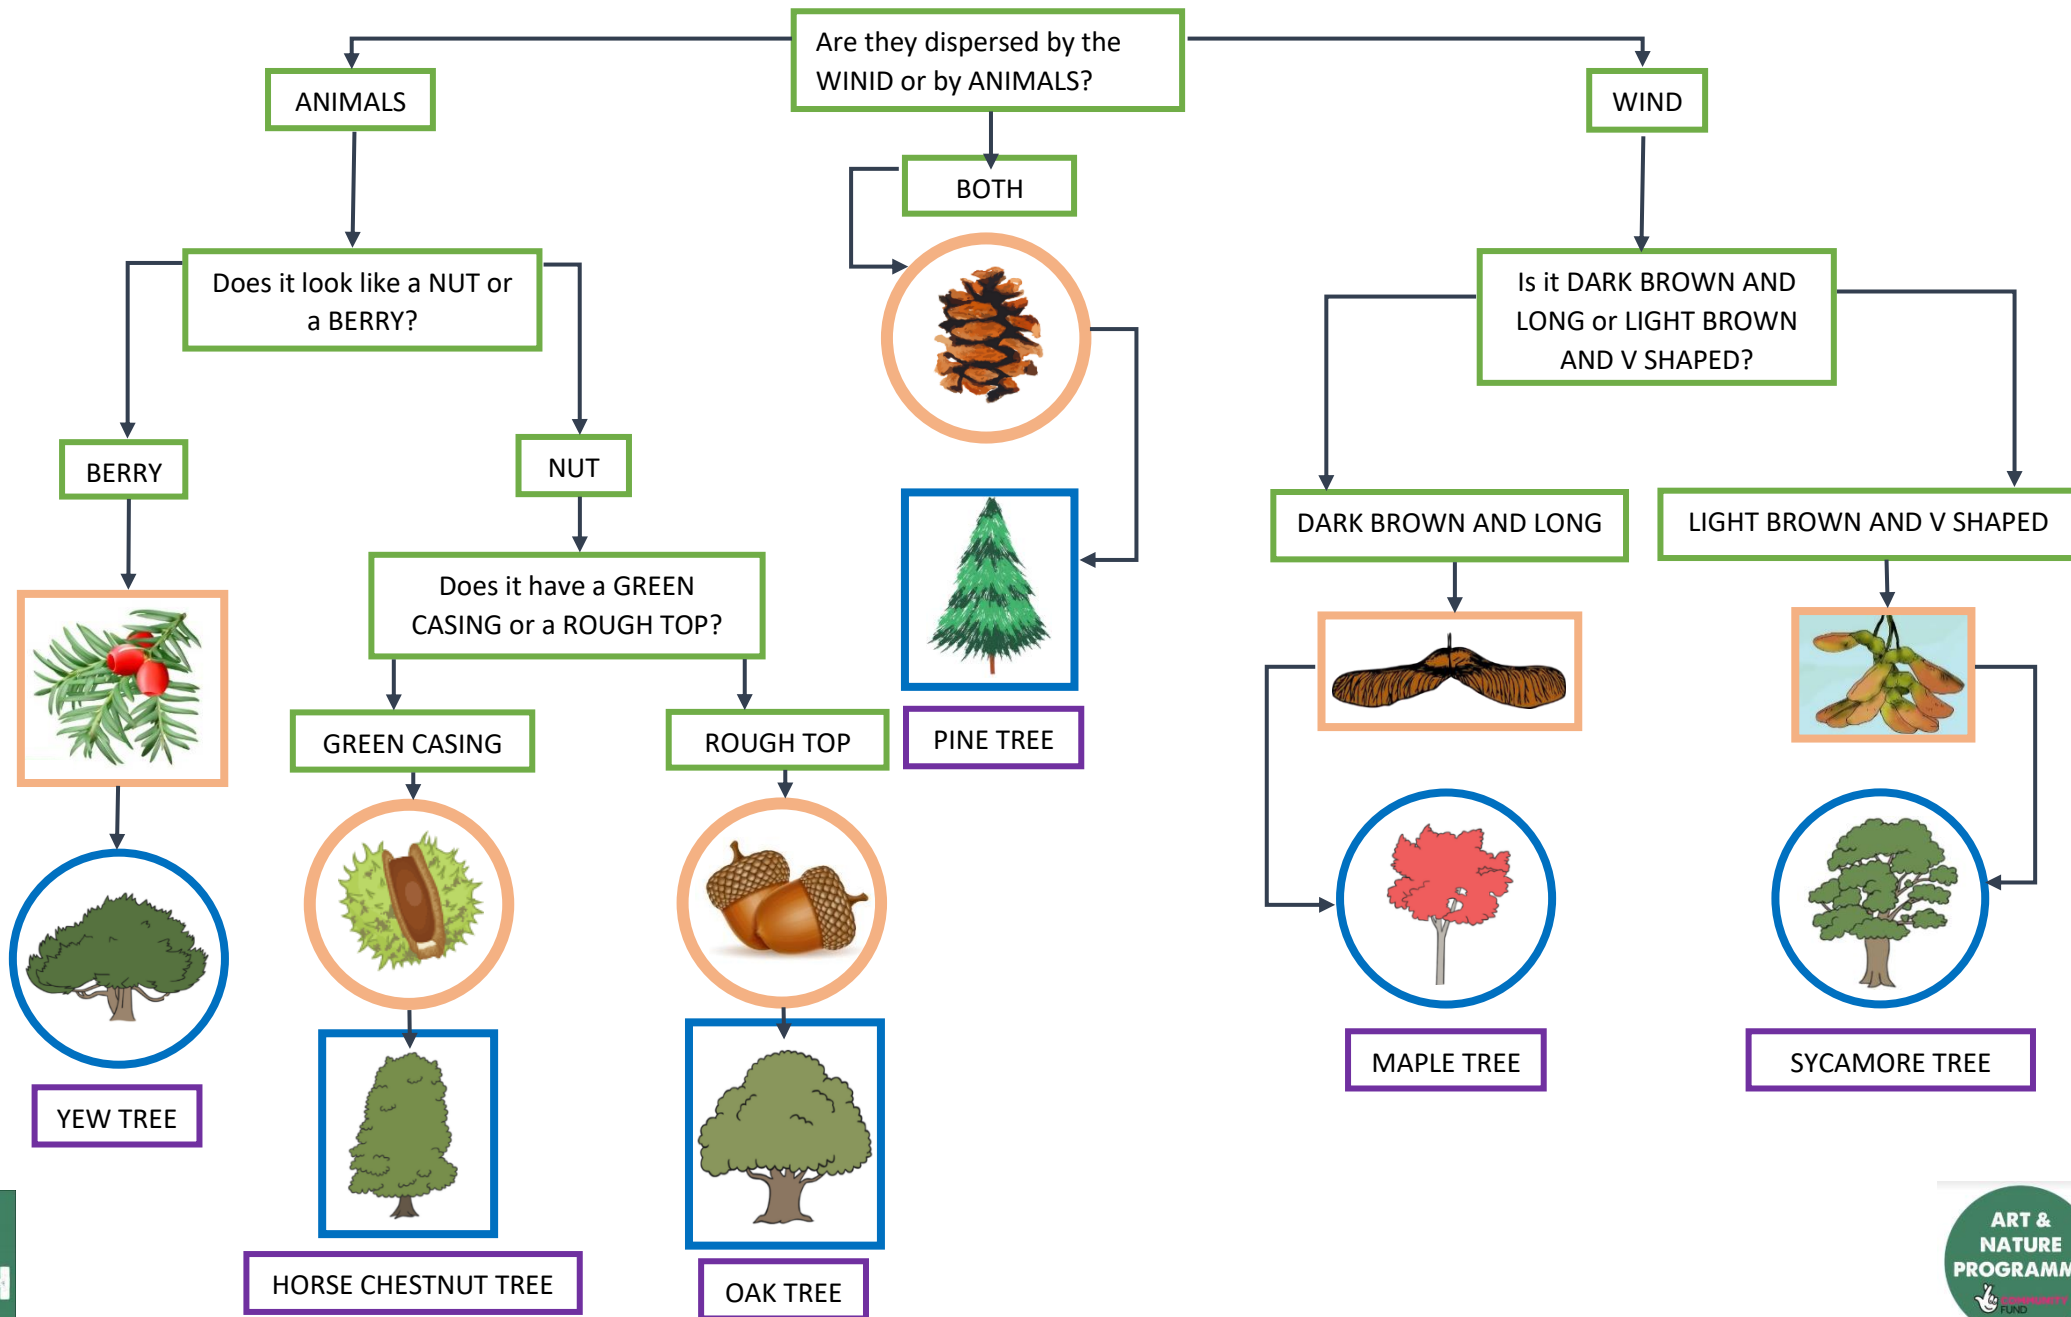 Are they dispersed by the
WINID or by ANIMALS?
ANIMALS
WIND
BOTH
Does it look like a NUT or
a BERRY?
Is it DARK BROWN AND
LONG or LIGHT BROWN
AND V SHAPED?
BERRY
NUT
DARK BROWN AND LONG
LIGHT BROWN AND V SHAPED
Does it have a GREEN
CASING or a ROUGH TOP?
GREEN CASING
ROUGH TOP
PINE TREE
MAPLE TREE
SYCAMORE TREE
YEW TREE
HORSE CHESTNUT TREE
OAK TREE
ART &
NATURE
PROGRAMM
COMMUNITY
FUND